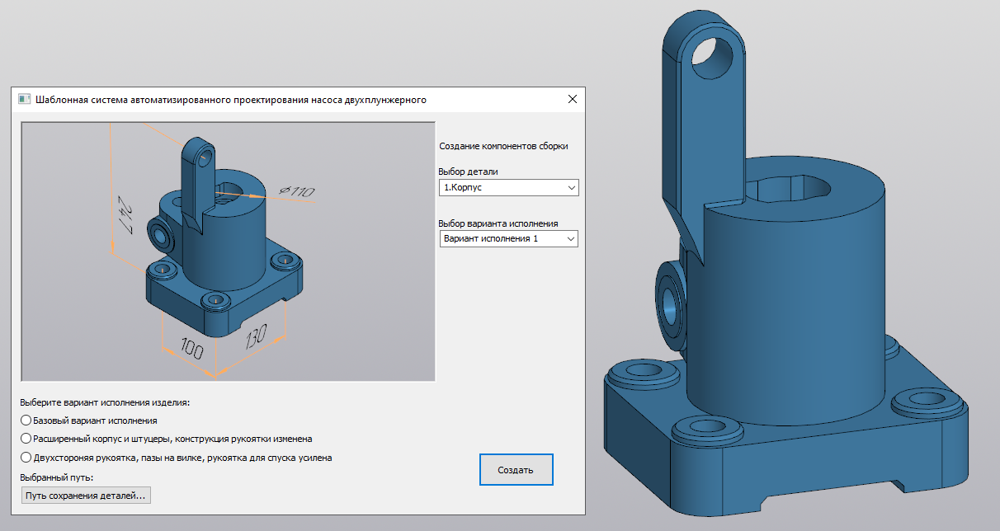 Шаблонная система автоматизированного проектирования насоса двухплунжерного
247
⌀110
100
130
Создание компонентов сборки
Выбор детали
1.Корпус
Выбор варианта исполнения
Вариант исполнения 1
Выберите вариант исполнения изделия:
Базовый вариант исполнения
Расширенный корпус и штуцеры, конструкция рукоятки изменена
Двухстороняя рукоятка, пазы на вилке, рукоятка для спуска усилена
Выбранный путь:
Путь сохранения деталей...
Создать